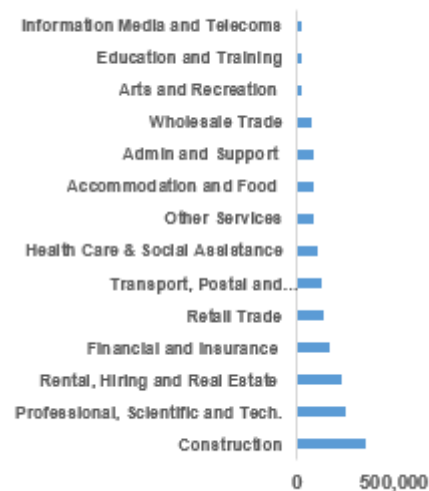 Information Media and Telecoms
Education and Training
Arts and Recreation
Wholesale Trade
Admin and Support
Accommodation and Food
Other Services
Health Care & Social Assistance
Transport, Postal and...
Retail Trade
Financial and Insurance
Rental, Hiring and Real Estate
Professional, Scientific and Tech.
Construction
0 500,000